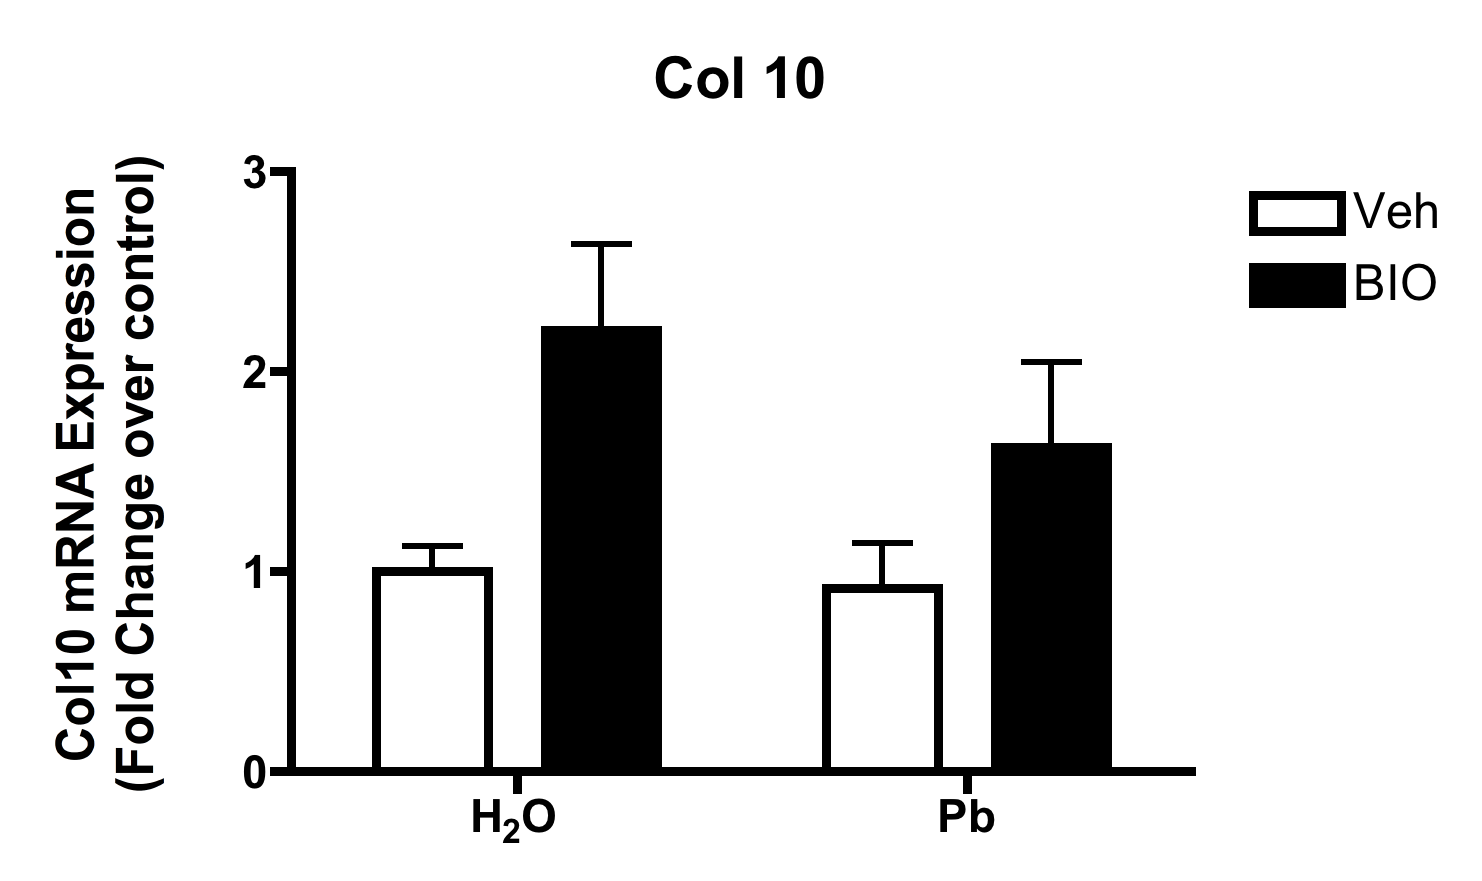 Col 10
Col10 mRNA Expression
(Fold Change over control)
3
2
1
0
H₂O
Pb
Veh
BIO